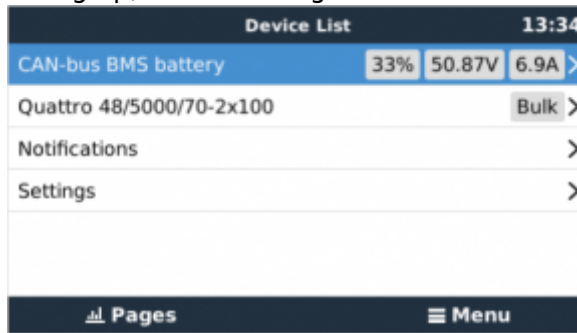 Device List 13:34
CAN-bus BMS battery 33% 50.87V 6.9A
Quattro 48/5000/70-2x100 Bulk
Notifications
Settings
Pages Menu